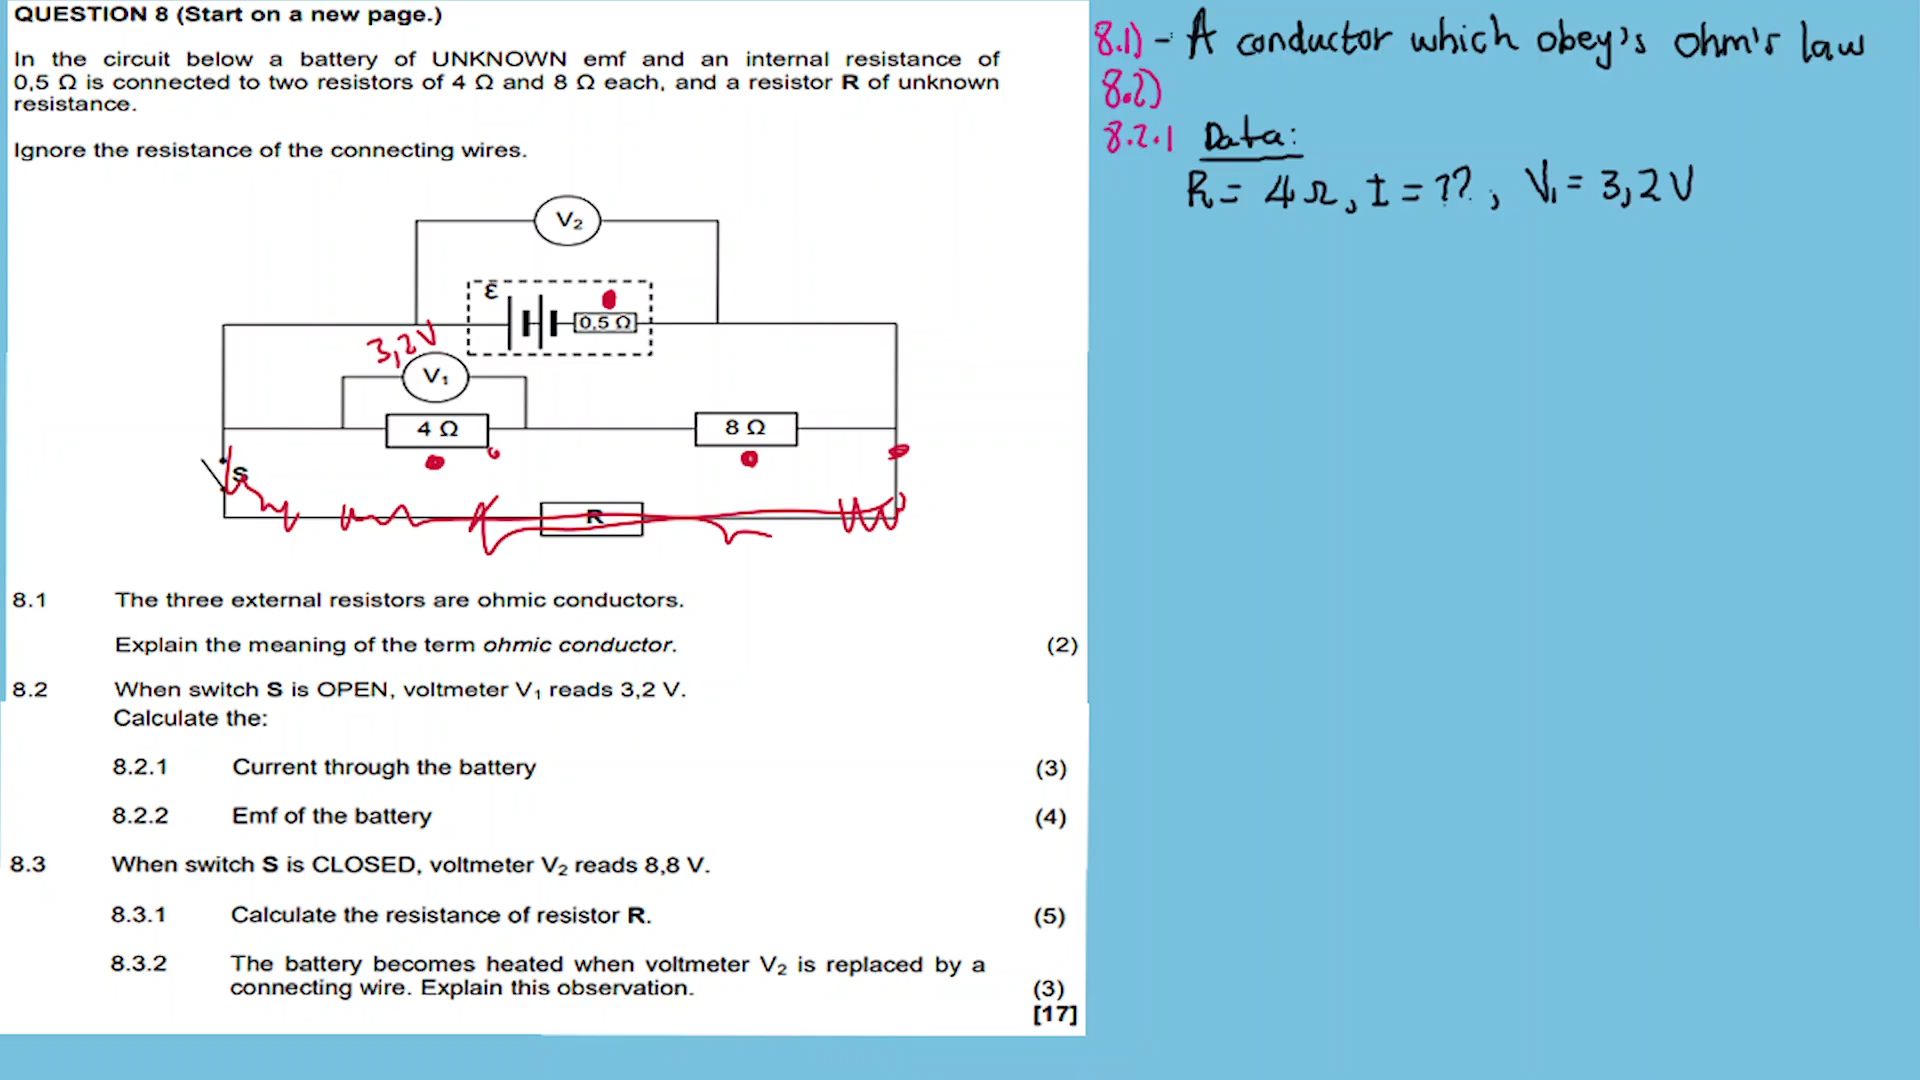 QUESTION 8 (Start on a new page.)
In the circuit below a battery of UNKNOWN emf and an internal resistance of
0,5 Ω is connected to two resistors of 4 Ω and 8 Ω each, and a resistor R of unknown
resistance.
Ignore the resistance of the connecting wires.
V₂
ε
0,5 Ω
3,2V
V₁
4 Ω
8 Ω
S
R
8.1 The three external resistors are ohmic conductors.
Explain the meaning of the term ohmic conductor. (2)
8.2 When switch S is OPEN, voltmeter V₁ reads 3,2 V.
Calculate the:
8.2.1 Current through the battery (3)
8.2.2 Emf of the battery (4)
8.3 When switch S is CLOSED, voltmeter V₂ reads 8,8 V.
8.3.1 Calculate the resistance of resistor R. (5)
8.3.2 The battery becomes heated when voltmeter V₂ is replaced by a
connecting wire. Explain this observation. (3)
[17]
8.1) - A conductor which obey's ohm's law
8.2)
8.2.1 Data:
R = 4Ω, I = ??, V₁ = 3,2V